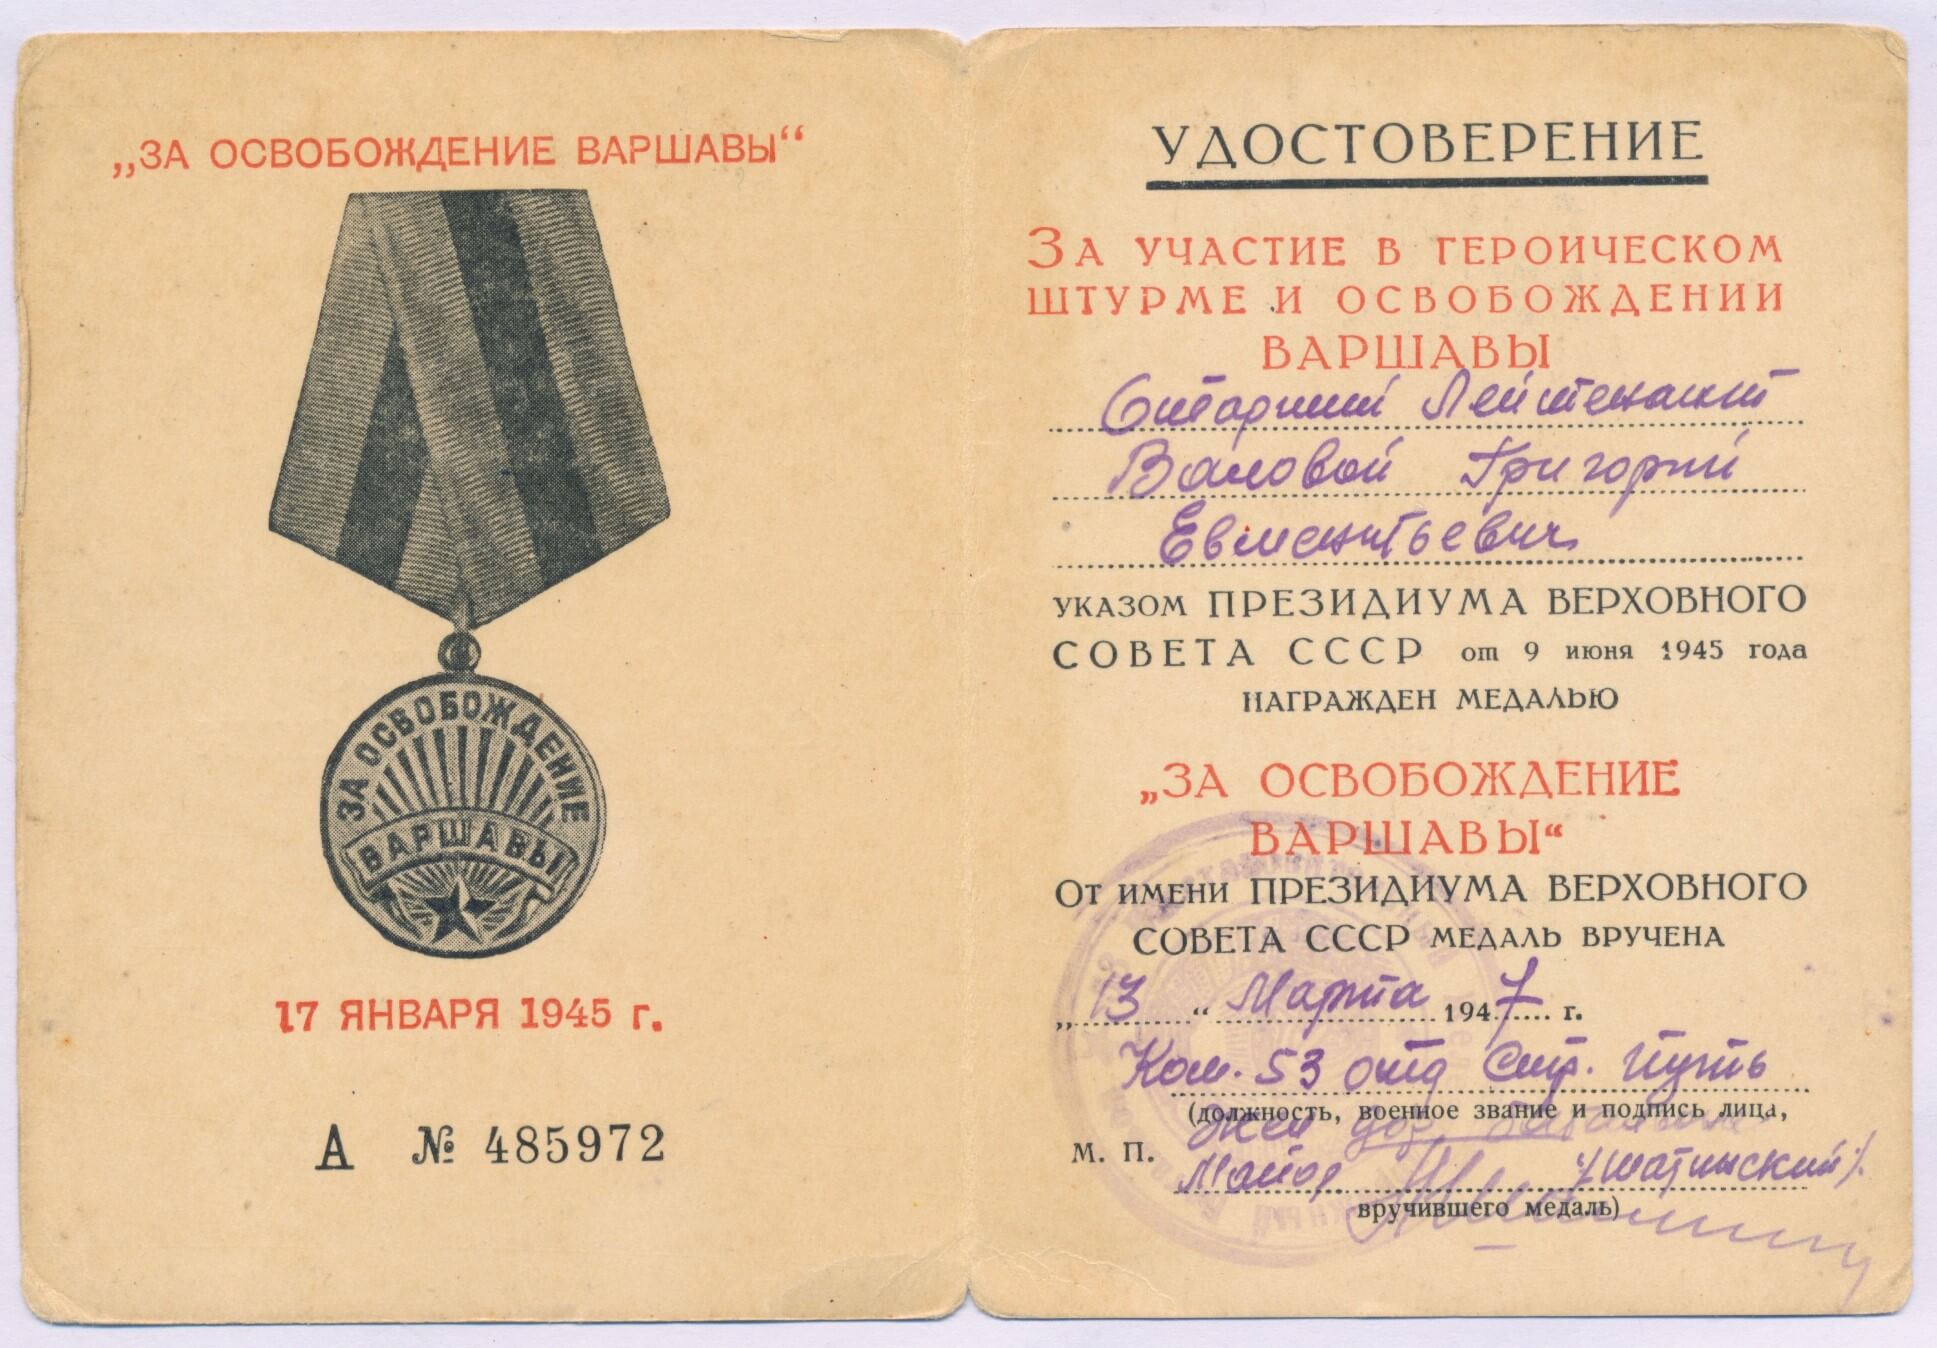 „ЗА ОСВОБОЖДЕНИЕ ВАРШАВЫ“
ЗА ОСВОБОЖДЕНИЕ
ВАРШАВЫ
17 ЯНВАРЯ 1945 г.
А № 485972
УДОСТОВЕРЕНИЕ
ЗА УЧАСТИЕ В ГЕРОИЧЕСКОМ
ШТУРМЕ И ОСВОБОЖДЕНИИ
ВАРШАВЫ
Старший Лейтенант
Валовой Григорий
Евментьевич
УКАЗОМ ПРЕЗИДИУМА ВЕРХОВНОГО
СОВЕТА СССР от 9 июня 1945 года
НАГРАЖДЕН МЕДАЛЬЮ
„ЗА ОСВОБОЖДЕНИЕ
ВАРШАВЫ“
ОТ ИМЕНИ ПРЕЗИДИУМА ВЕРХОВНОГО
СОВЕТА СССР МЕДАЛЬ ВРУЧЕНА
„13“ Марта 1947 г.
Ком. 53 отд Стр. Путь
(должность, военное звание и подпись лица,
М. П.
Майор
вручившего медаль)